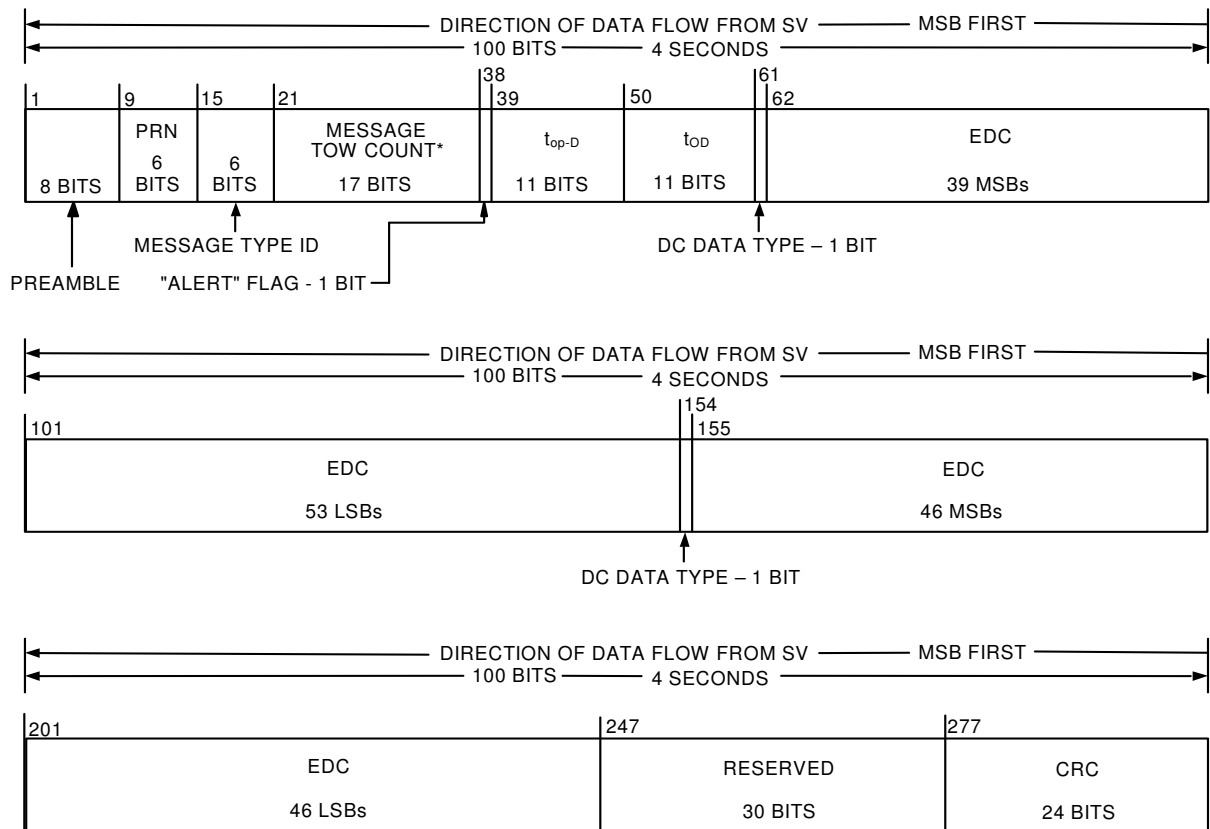 DIRECTION OF DATA FLOW FROM SV MSB FIRST
100 BITS 4 SECONDS
1 9 15 21 38 39 50 61 62
PRN MESSAGE TOW COUNT* top-D tOD EDC
8 BITS 6 BITS 6 BITS 17 BITS 11 BITS 11 BITS 39 MSBs
MESSAGE TYPE ID DC DATA TYPE – 1 BIT
PREAMBLE "ALERT" FLAG - 1 BIT
DIRECTION OF DATA FLOW FROM SV MSB FIRST
100 BITS 4 SECONDS
101 154 155
EDC EDC
53 LSBs 46 MSBs
DC DATA TYPE – 1 BIT
DIRECTION OF DATA FLOW FROM SV MSB FIRST
100 BITS 4 SECONDS
201 247 277
EDC RESERVED CRC
46 LSBs 30 BITS 24 BITS